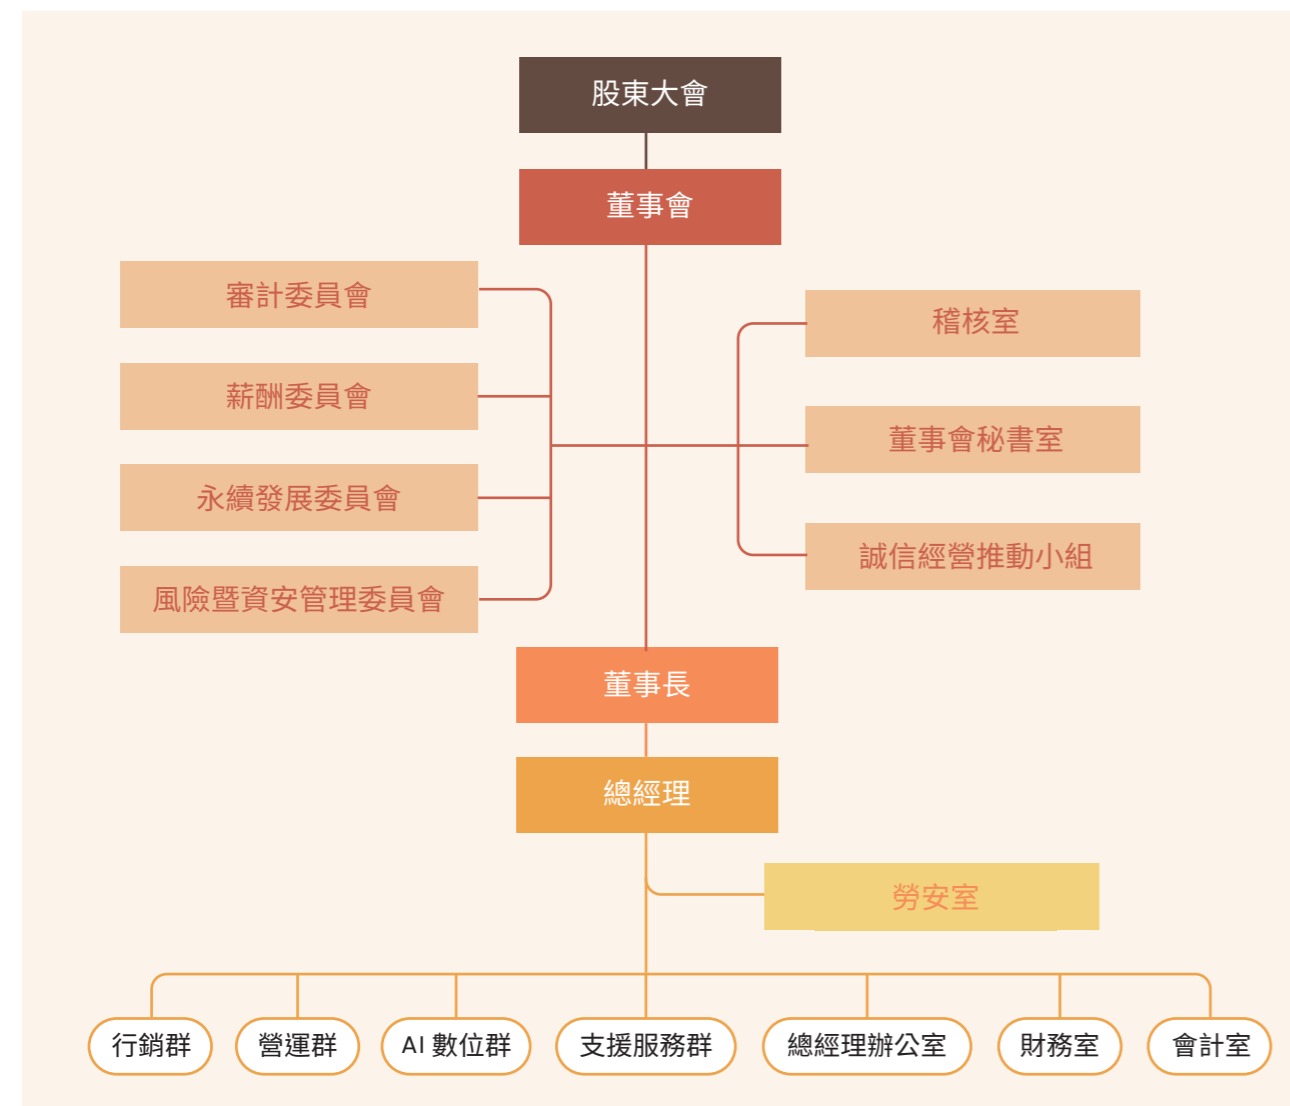 股東大會
董事會
審計委員會
薪酬委員會
永續發展委員會
風險暨資安管理委員會
稽核室
董事會秘書室
誠信經營推動小組
董事長
總經理
勞安室
行銷群
營運群
AI 數位群
支援服務群
總經理辦公室
財務室
會計室